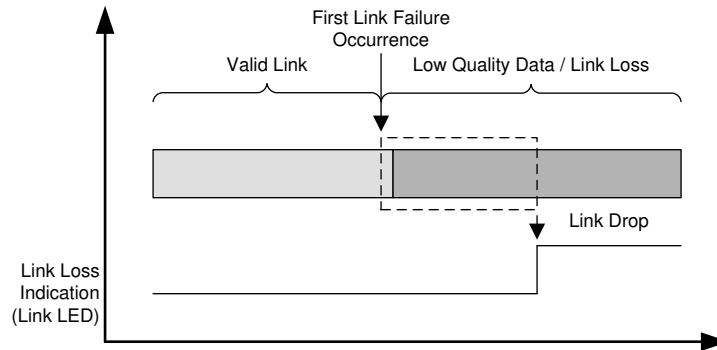 First Link Failure
Occurrence
Valid Link
Low Quality Data / Link Loss
Link Drop
Link Loss
Indication
(Link LED)